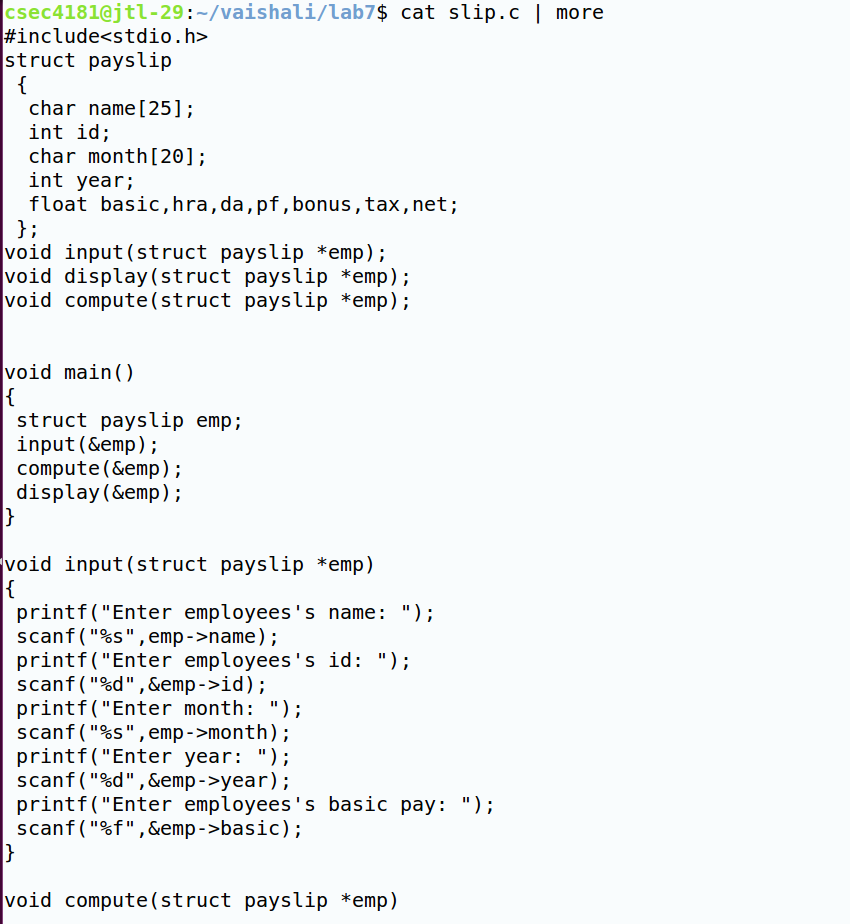 csec4181@jtl-29:~/vaishali/lab7$ cat slip.c | more
#include<stdio.h>
struct payslip
 {
  char name[25];
  int id;
  char month[20];
  int year;
  float basic,hra,da,pf,bonus,tax,net;
 };
void input(struct payslip *emp);
void display(struct payslip *emp);
void compute(struct payslip *emp);


void main()
{
 struct payslip emp;
 input(&emp);
 compute(&emp);
 display(&emp);
}

void input(struct payslip *emp)
{
 printf("Enter employees's name: ");
 scanf("%s",emp->name);
 printf("Enter employees's id: ");
 scanf("%d",&emp->id);
 printf("Enter month: ");
 scanf("%s",emp->month);
 printf("Enter year: ");
 scanf("%d",&emp->year);
 printf("Enter employees's basic pay: ");
 scanf("%f",&emp->basic);
}

void compute(struct payslip *emp)